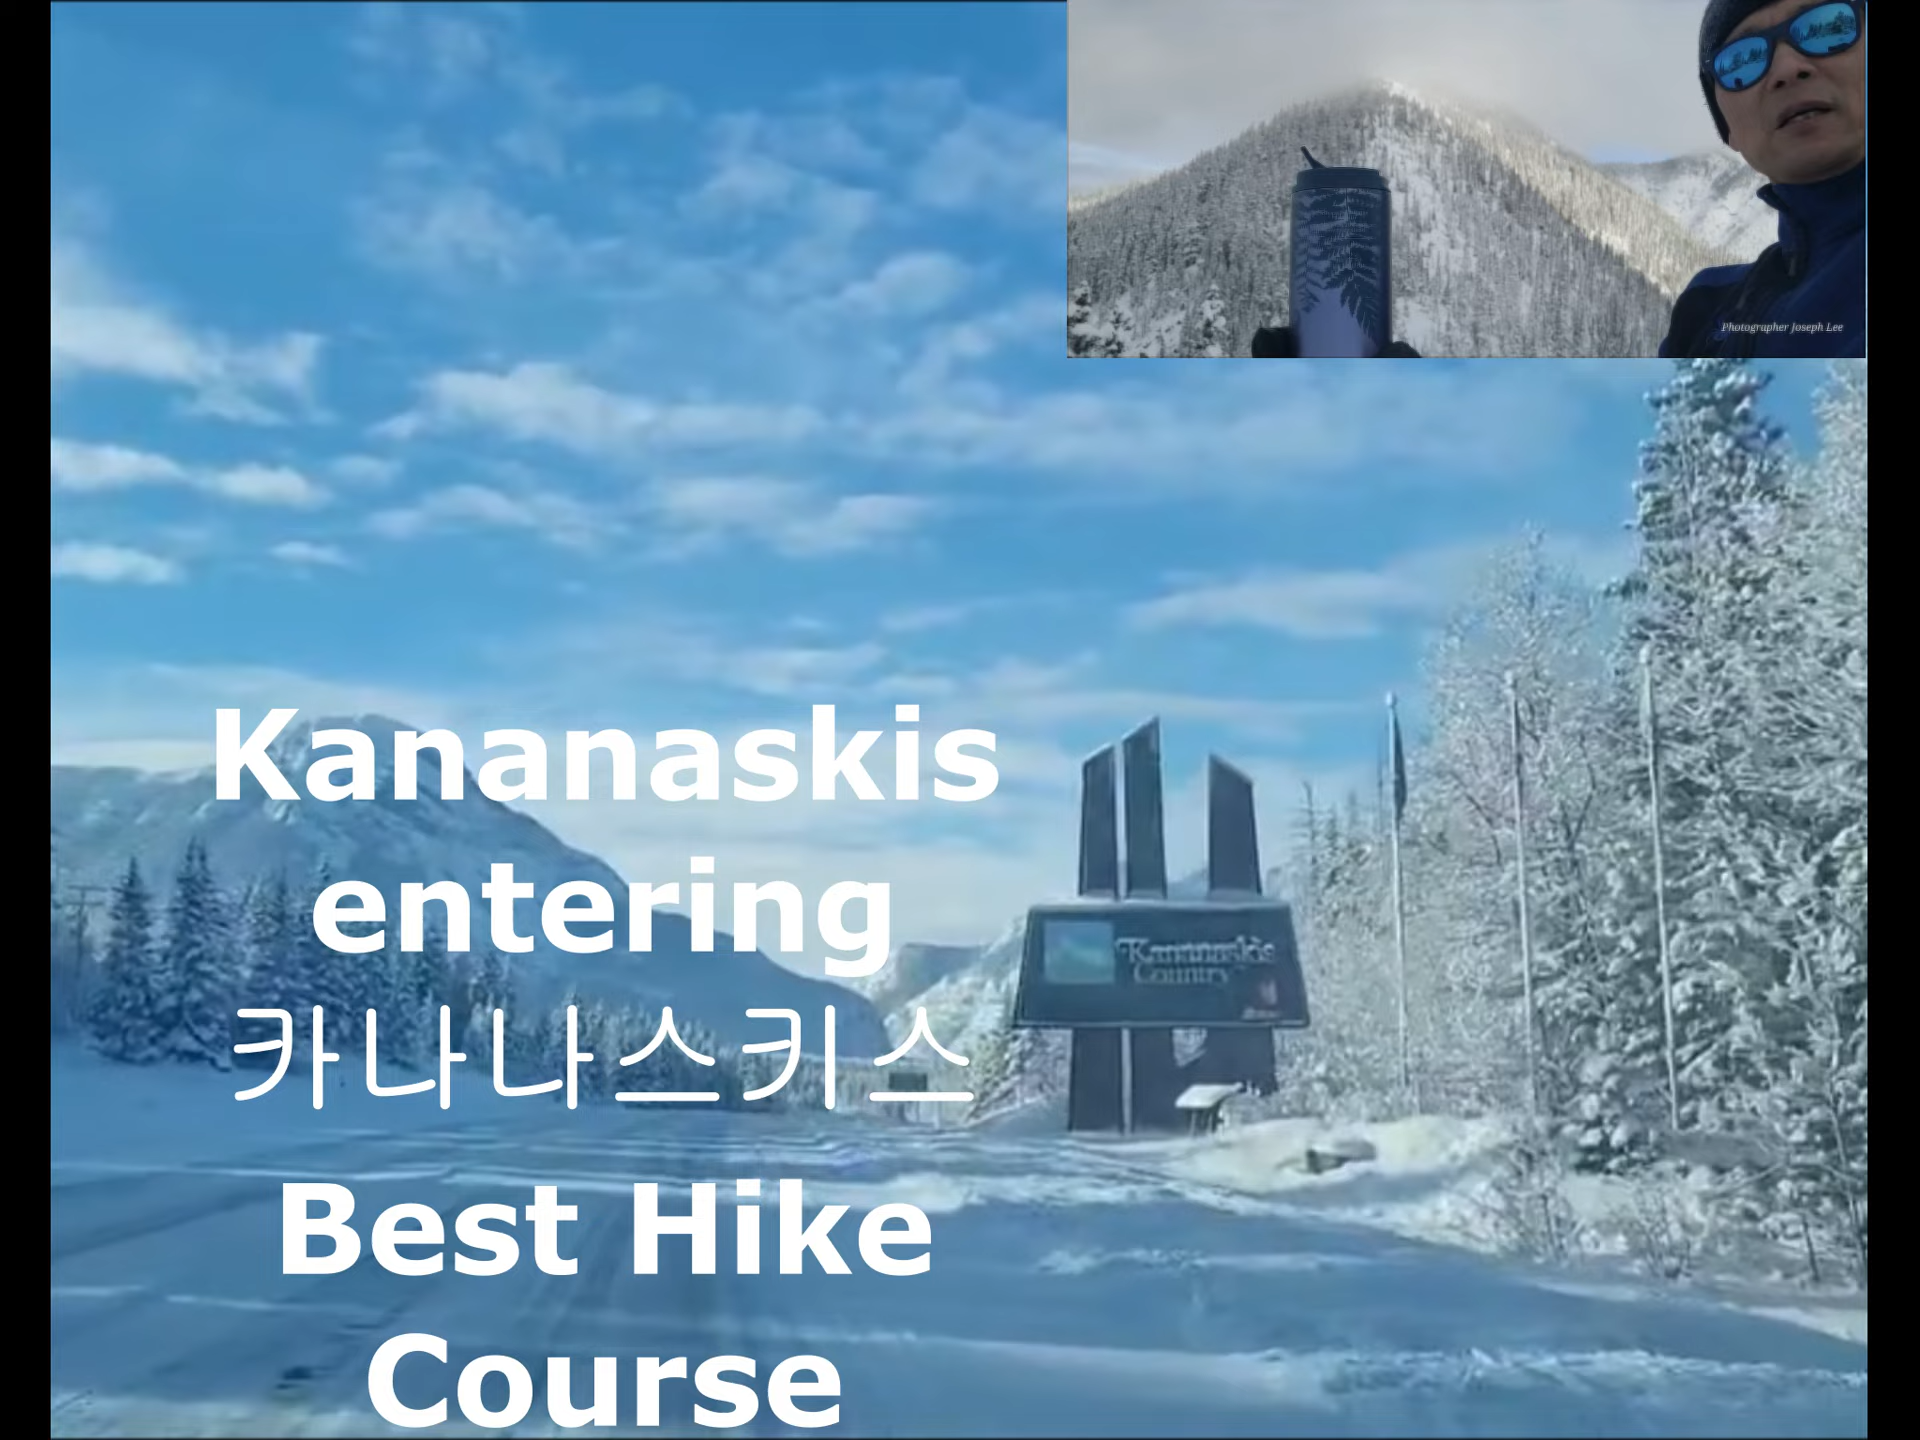 Photographer Joseph Lee
Kananaskis
entering
카나나스키스
Best Hike
Course
Kananaskis
Country